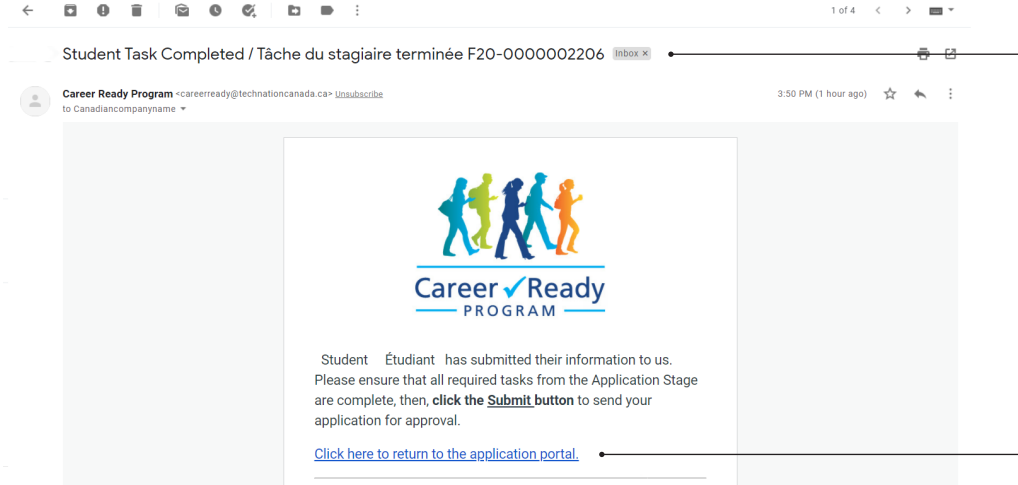 1 of 4
Student Task Completed / Tâche du stagiaire terminée F20-0000002206 Inbox ×
Career Ready Program <careerready@technationcanada.ca> Unsubscribe
3:50 PM (1 hour ago)
to Canadiancompanyname
Career Ready
PROGRAM
Student Étudiant has submitted their information to us.
Please ensure that all required tasks from the Application Stage
are complete, then, click the Submit button to send your
application for approval.
Click here to return to the application portal.